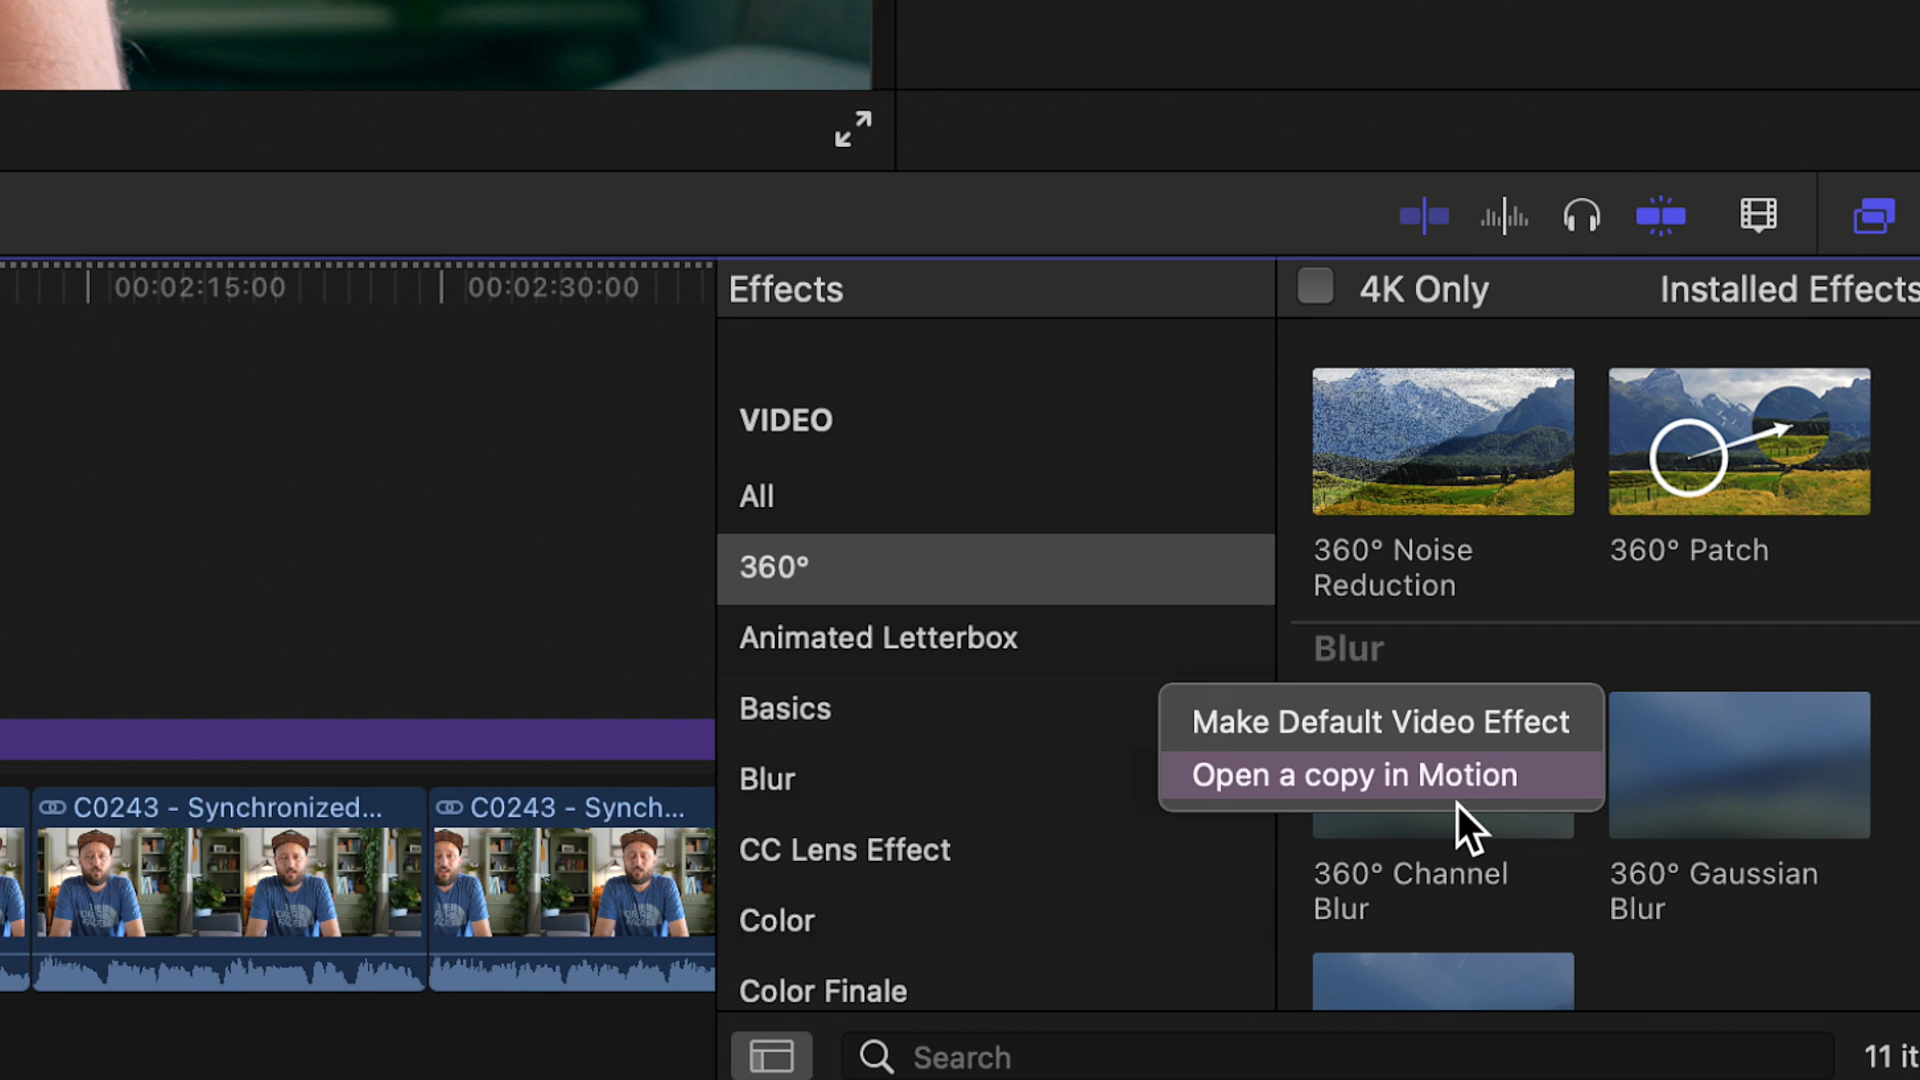 00:02:15:00
00:02:30:00
Effects
4K Only
Installed Effects
VIDEO
All
360°
Animated Letterbox
Basics
Blur
CC Lens Effect
Color
Color Finale
360° Noise
Reduction
360° Patch
Blur
Make Default Video Effect
Open a copy in Motion
360° Channel
Blur
360° Gaussian
Blur
C0243 - Synchronized...
C0243 - Synch...
Search
11 it